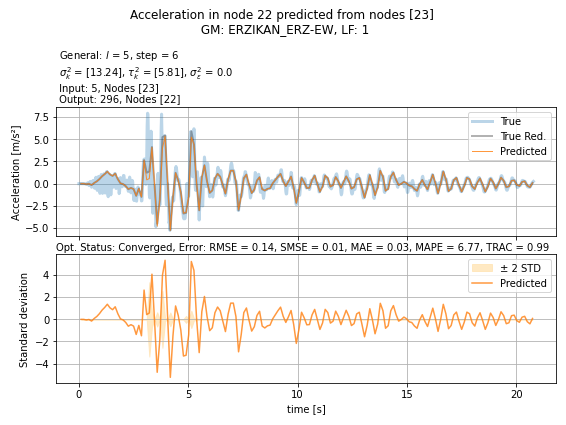 Acceleration in node 22 predicted from nodes [23]
GM: ERZIKAN_ERZ-EW, LF: 1
General: l = 5, step = 6
σ²ₖ = [13.24], τ²ₖ = [5.81], σ²ₑ = 0.0
Input: 5, Nodes [23]
Output: 296, Nodes [22]
Acceleration [m/s²]
7.5
5.0
2.5
0.0
−2.5
−5.0
True
True Red.
Predicted
Opt. Status: Converged, Error: RMSE = 0.14, SMSE = 0.01, MAE = 0.03, MAPE = 6.77, TRAC = 0.99
Standard deviation
4
2
0
−2
−4
± 2 STD
Predicted
0
5
10
15
20
time [s]